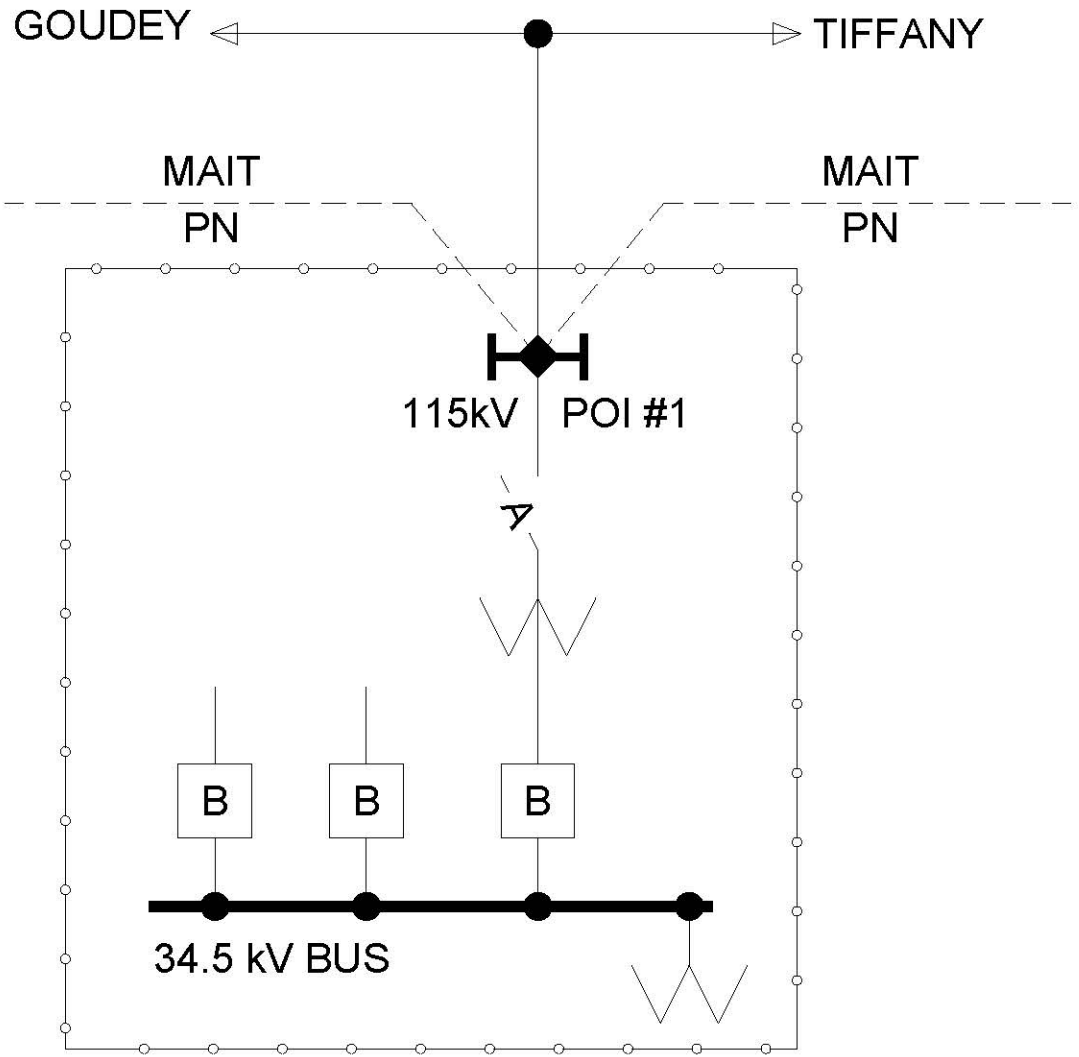 GOUDEY
TIFFANY
MAIT
PN
MAIT
PN
115kV
POI #1
A
B
B
B
34.5 kV BUS